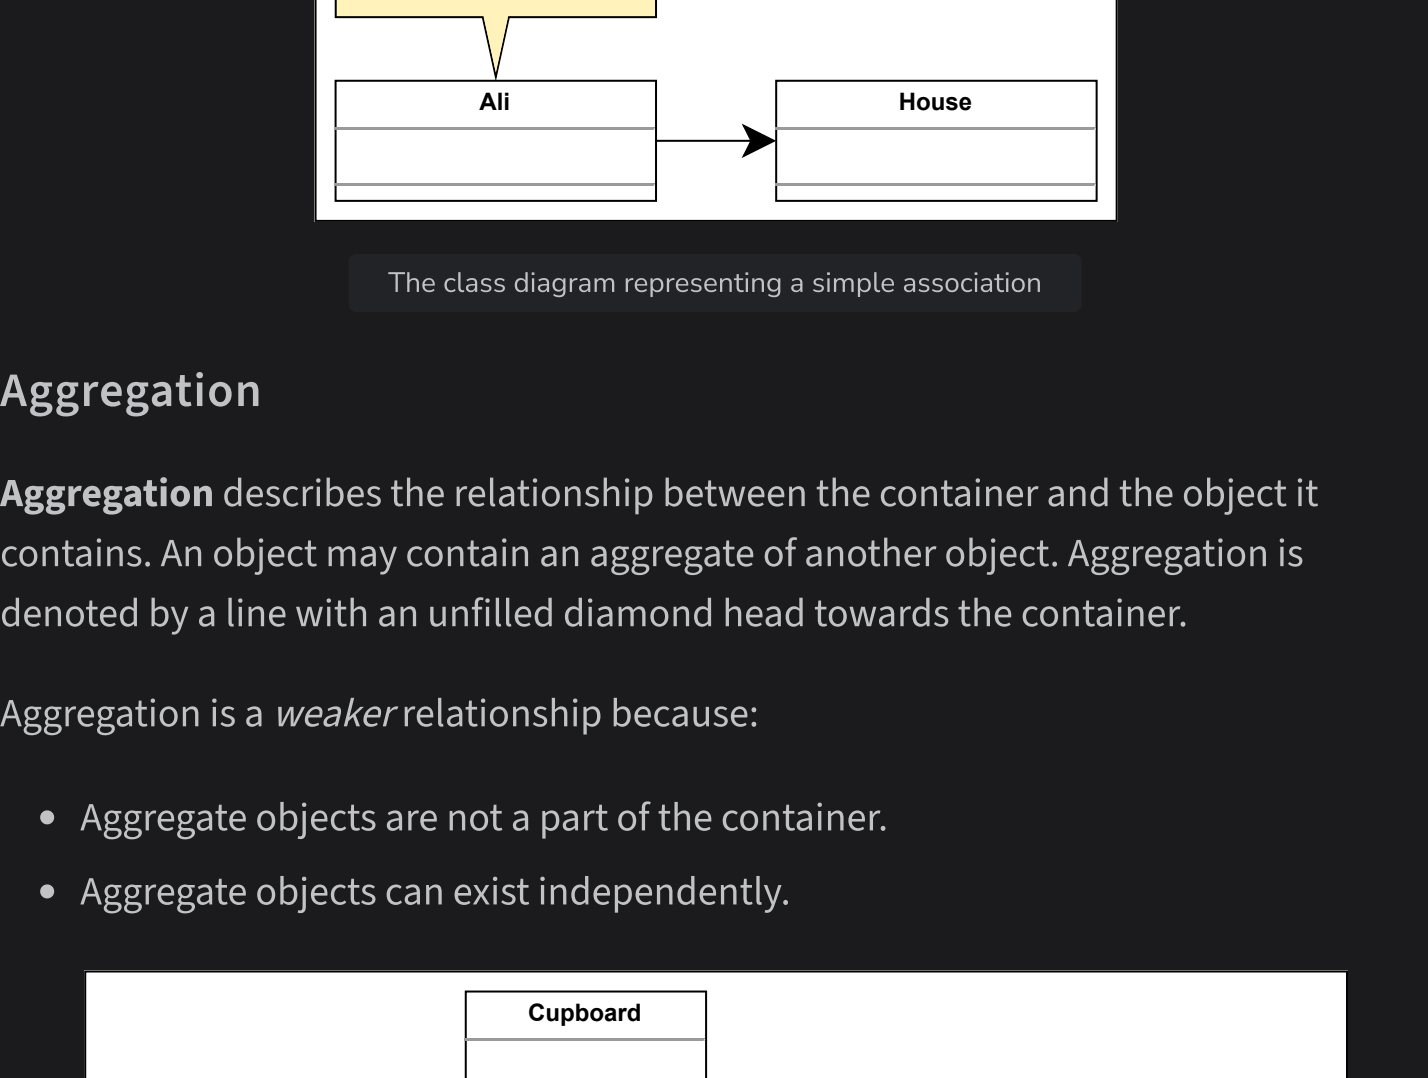 Ali
House
The class diagram representing a simple association
Aggregation
Aggregation describes the relationship between the container and the object it
contains. An object may contain an aggregate of another object. Aggregation is
denoted by a line with an unfilled diamond head towards the container.
Aggregation is a weaker relationship because:
Aggregate objects are not a part of the container.
Aggregate objects can exist independently.
Cupboard